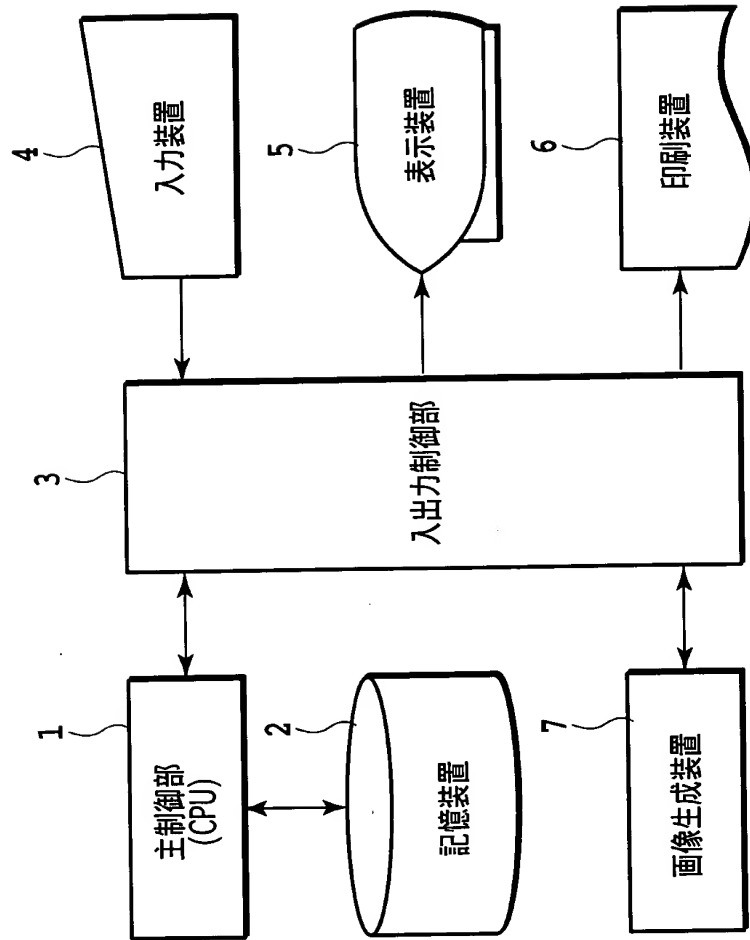 1
主制御部
(CPU)
2
記憶装置
7
画像生成装置
3
入出力制御部
4
入力装置
5
表示装置
6
印刷装置